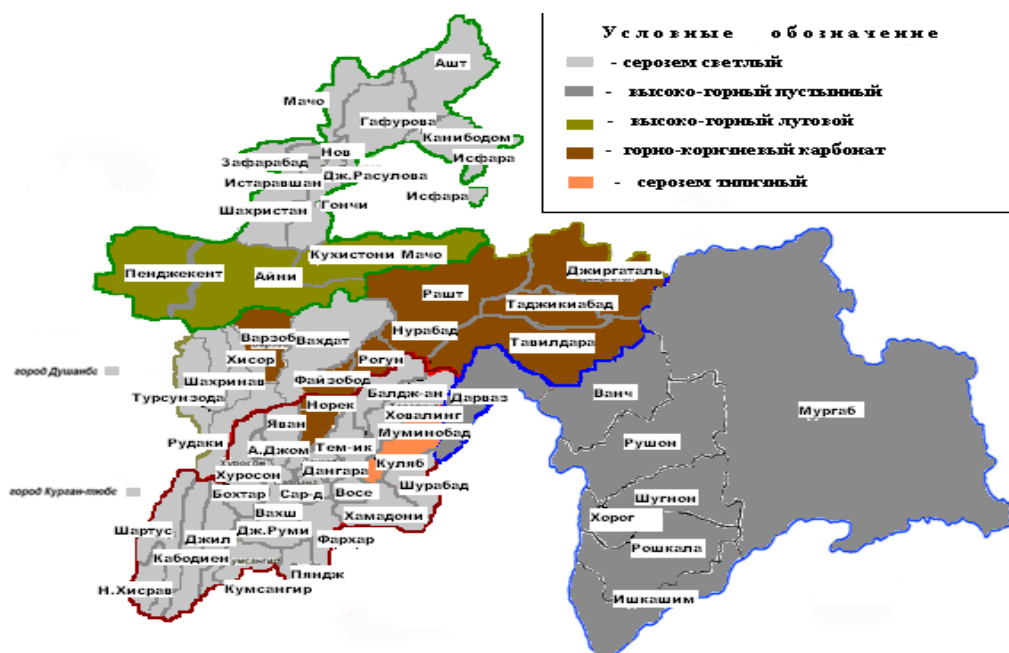 Условные обозначение
- серозем светлый
- высоко-горный пустынный
- высоко-горный луговой
- горно-коричневый карбонат
- серозем типичный
Ашт
Мачо
Гафурова
Канибодом
Нов
Исфара
Зафарабад
Дж.Расулова
Истаравшан
Исфара
Гончи
Шахристан
Кухистони Мачо
Пенджекент
Айни
Джиргаталь
Рашт
Таджикиабад
Нурабад
Варзоб
Вахдат
Тавилдара
Хисор
Рогун
город Душанбе
Шахринав
Файзобод
Балдж-ан
Дарваз
Ванч
Турсунзода
Норек
Ховалинг
Мургаб
Яван
Муминобад
Рудаки
А.Джом
Тем-ик
Рушон
Куляб
Хуросон
Дангара
Шурабад
город Курган-тюбе
Бохтар
Сар-д
Восе
Шугнон
Вахш
Хамадони
Хорог
Шартус
Джил
Дж.Руми
Фархар
Рошкала
Кабодиен
Пяндж
Н.Хисрав
Кумсангир
Ишкашим